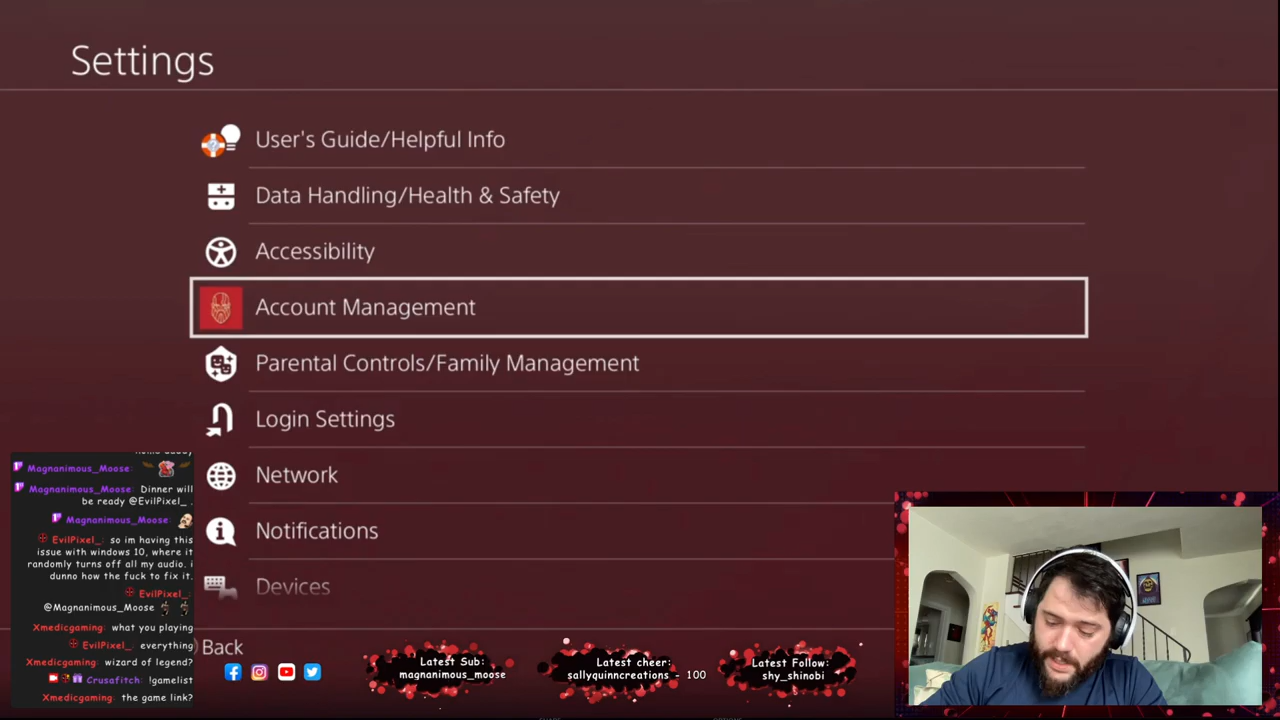 Settings
User's Guide/Helpful Info
Data Handling/Health & Safety
Accessibility
Account Management
Parental Controls/Family Management
Login Settings
Network
Notifications
Devices
Back
Magnanimous_Moose:
Magnanimous_Moose: Dinner will
be ready @EvilPixel_ .
Magnanimous_Moose:
EvilPixel_: so im having this
issue with windows 10, where it
randomly turns off all my audio. i
dunno how the fuck to fix it.
EvilPixel_:
@Magnanimous_Moose
Xmedicgaming: what you playing
EvilPixel_: everything
Xmedicgaming: wizard of legend?
Crusafitch: !gamelist
Xmedicgaming: the game link?
Latest Sub:
magnanimous_moose
Latest cheer:
sallyquinncreations - 100
Latest Follow:
shy_shinobi